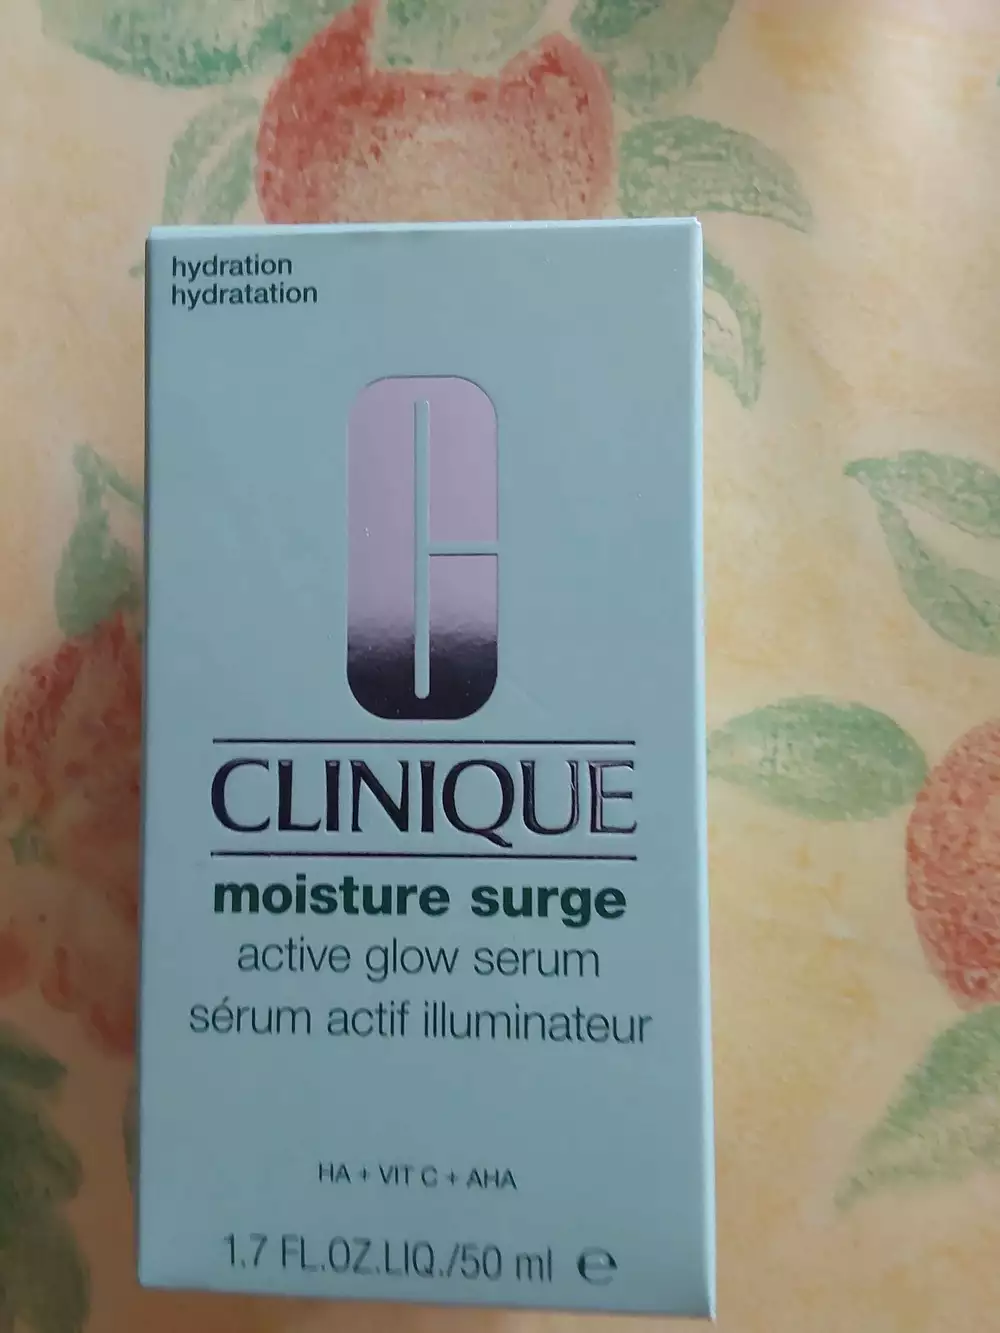 hydration
hydratation
CLINIQUE
moisture surge
active glow serum
sérum actif illuminateur
HA + VIT C + AHA
1.7 FL.OZ.LIQ./50 ml e